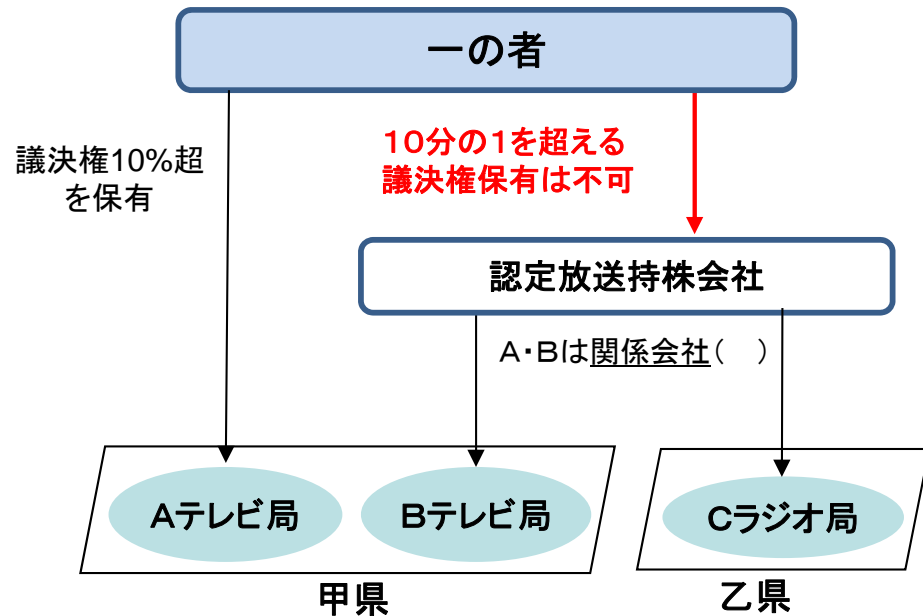 一の者
議決権10%超
を保有
１０分の１を超える
議決権保有は不可
認定放送持株会社
Ａ・Ｂは関係会社（　）
Ａテレビ局
Ｂテレビ局
Ｃラジオ局
甲県
乙県